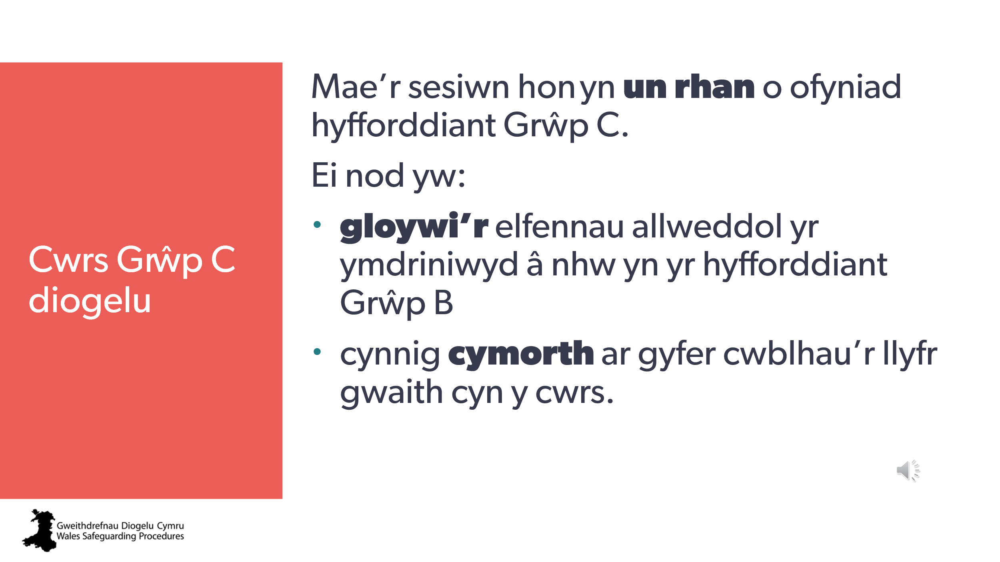 Cwrs Grŵp C
diogelu
Mae’r sesiwn hon yn un rhan o ofyniad
hyfforddiant Grŵp C.
Ei nod yw:
• gloywi’r elfennau allweddol yr
ymdriniwyd â nhw yn yr hyfforddiant
Grŵp B
• cynnig cymorth ar gyfer cwblhau’r llyfr
gwaith cyn y cwrs.
Gweithdrefnau Diogelu Cymru
Wales Safeguarding Procedures